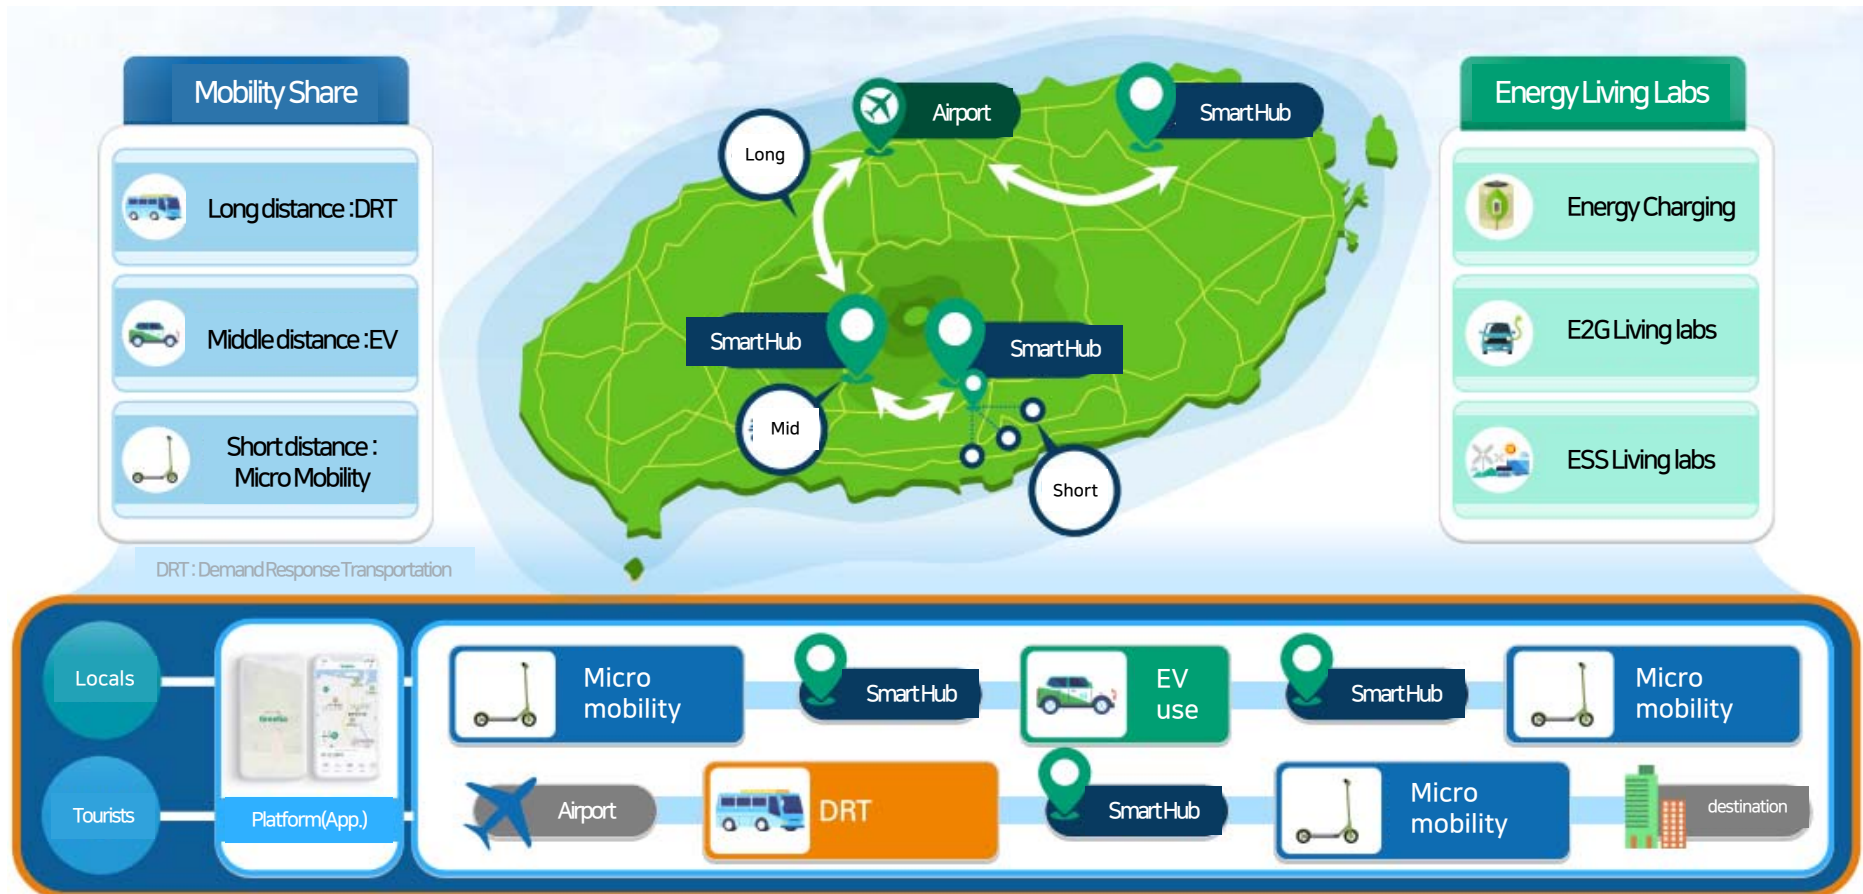 Mobility Share
Long distance : DRT
Middle distance : EV
Short distance :
Micro Mobility
DRT : Demand Response Transportation
Airport
Smart Hub
Long
Smart Hub
Smart Hub
Mid
Short
Energy Living Labs
Energy Charging
E2G Living labs
ESS Living labs
Locals
Tourists
Platform(App.)
Micro
mobility
Smart Hub
EV
use
Smart Hub
Micro
mobility
Airport
DRT
Smart Hub
Micro
mobility
destination